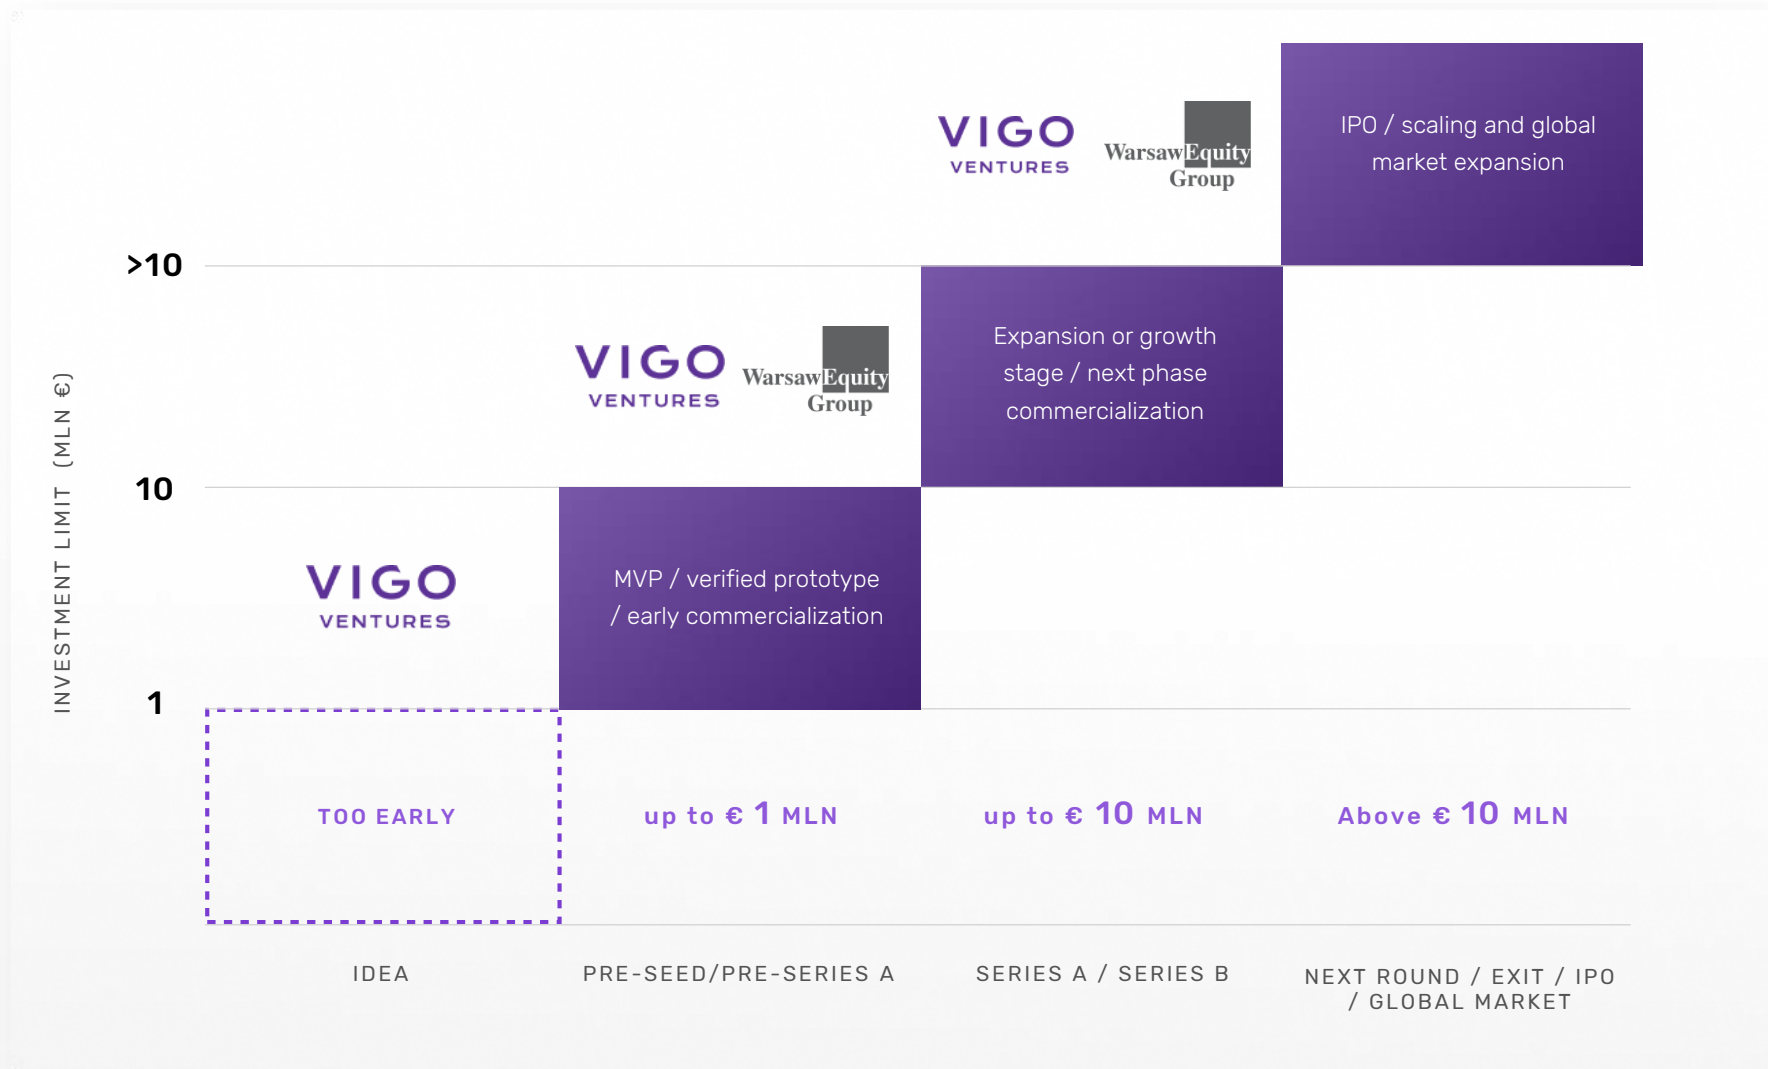 VIGO
VENTURES
Warsaw Equity
Group
IPO / scaling and global
market expansion
>10
VIGO
VENTURES
Warsaw Equity
Group
Expansion or growth
stage / next phase
commercialization
INVESTMENT LIMIT (MLN €)
10
VIGO
VENTURES
MVP / verified prototype
/ early commercialization
1
TOO EARLY
up to € 1 MLN
up to € 10 MLN
Above € 10 MLN
IDEA
PRE-SEED/PRE-SERIES A
SERIES A / SERIES B
NEXT ROUND / EXIT / IPO
/ GLOBAL MARKET